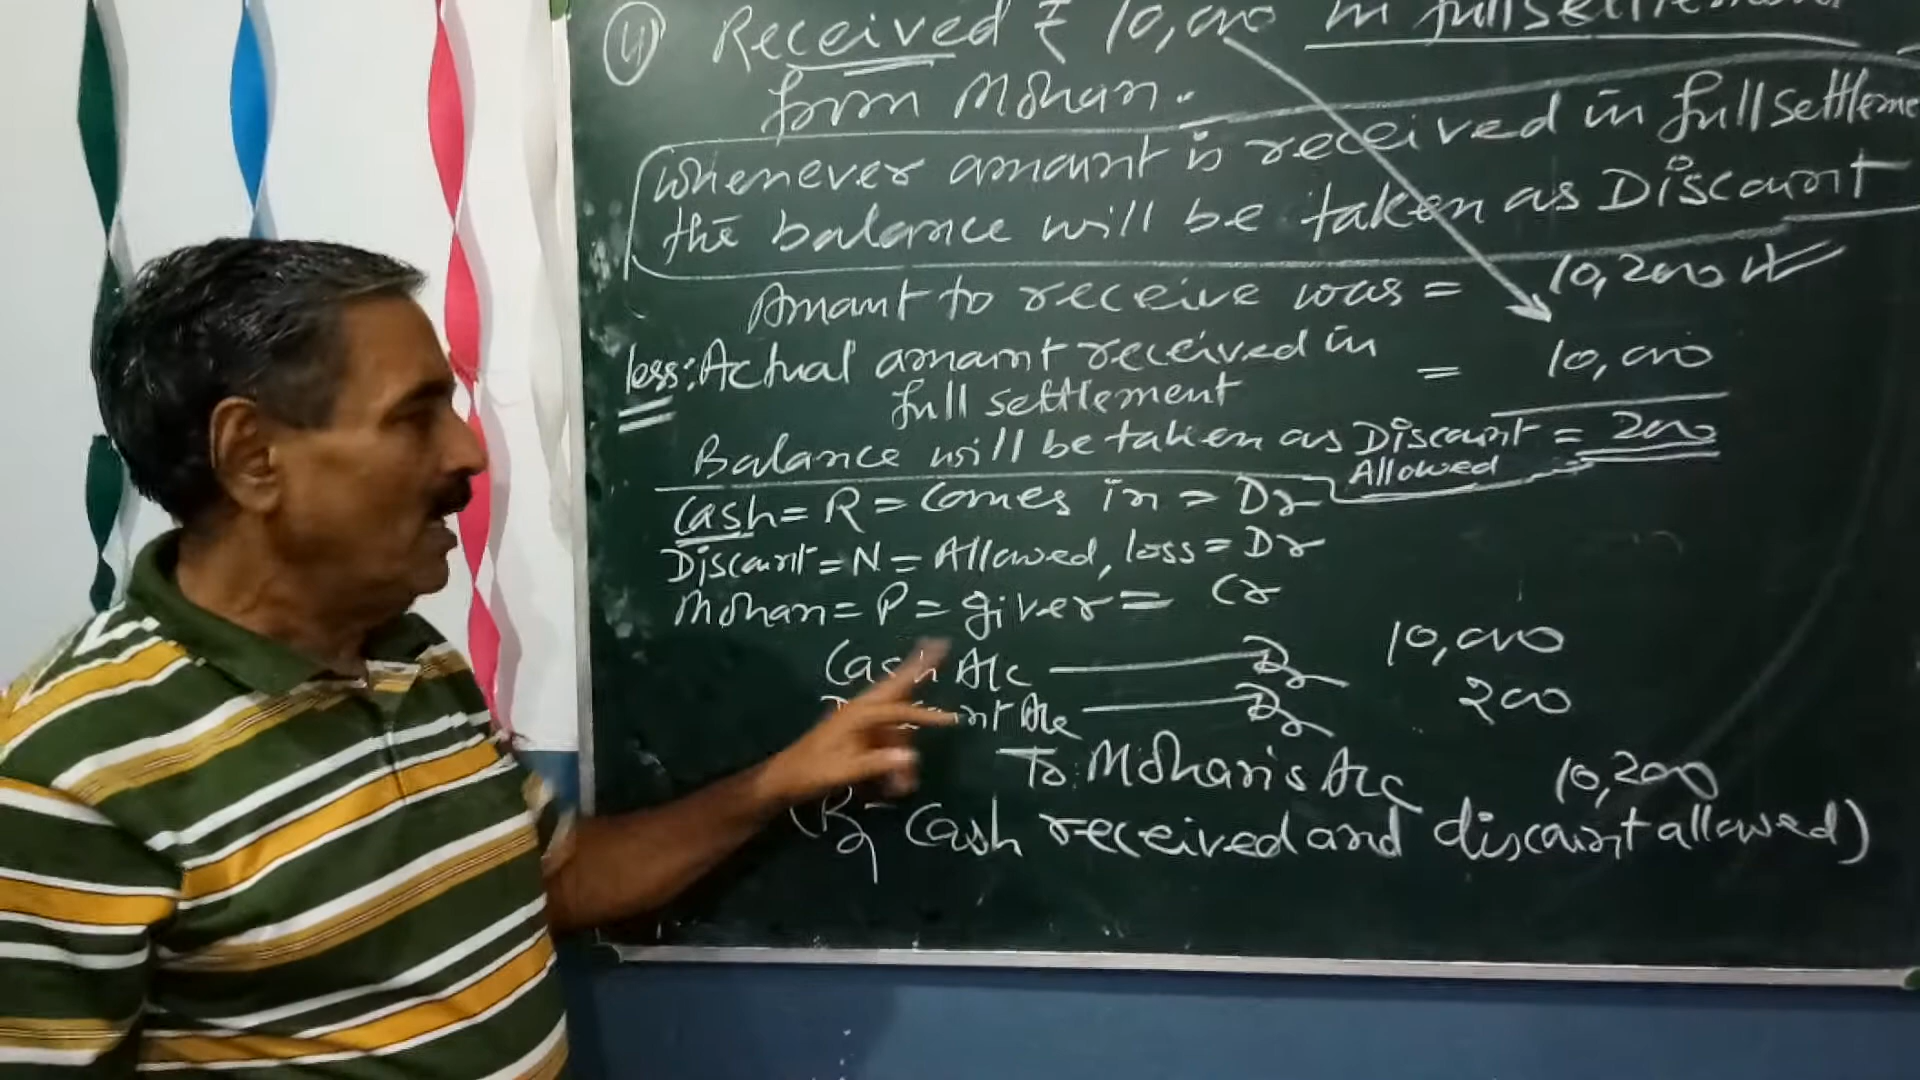 4 Received ₹ 10,000 in full settlement
from Mohan.
Whenever amount is received in full settleme
the balance will be taken as Discount
Amount to receive was = 10,200
less: Actual amount received in
full settlement = 10,000
Balance will be taken as Discount = 200
Allowed
Cash = R = Comes in = Dr
Discount = N = Allowed, loss = Dr
Mohan = P = giver = Cr
Cash A/c Dr 10,000
Discount A/c Dr 200
To Mohan's A/c 10,200
(By Cash received and discount allowed)